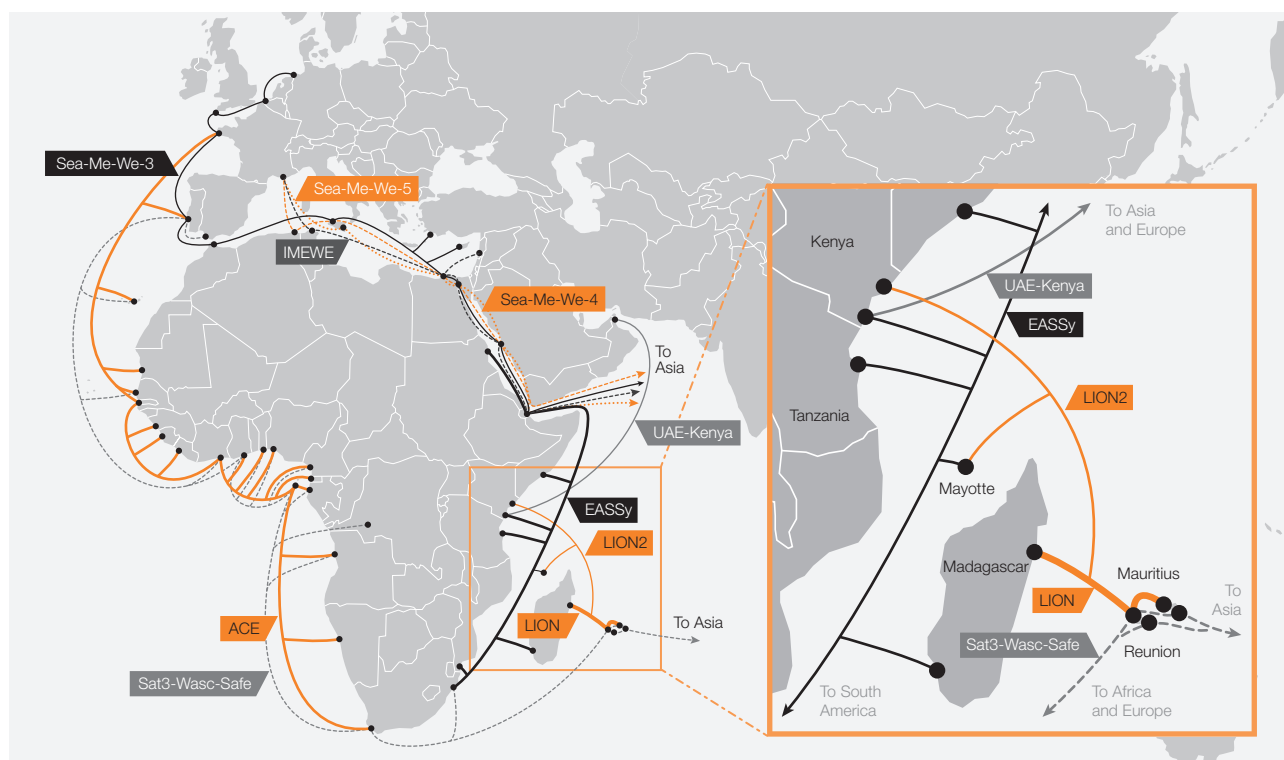 Sea-Me-We-3
Sea-Me-We-5
IMEWE
Sea-Me-We-4
To
Asia
UAE-Kenya
EASSy
LION2
LION
To Asia
ACE
Sat3-Wasc-Safe
Kenya
To Asia
and Europe
UAE-Kenya
EASSy
LION2
Tanzania
Mayotte
Madagascar
Mauritius
LION
To
Asia
Sat3-Wasc-Safe
Reunion
To South
America
To Africa
and Europe